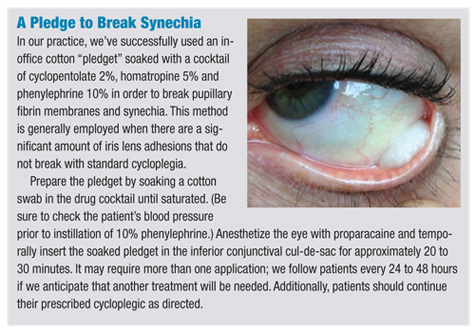 A Pledge to Break Synechia
In our practice, we've successfully used an in-
office cotton “pledget” soaked with a cocktail
of cyclopentolate 2%, homatropine 5% and
phenylephrine 10% in order to break pupillary
fibrin membranes and synechia. This method
is generally employed when there are a sig-
nificant amount of iris lens adhesions that do
not break with standard cycloplegia.
Prepare the pledget by soaking a cotton
swab in the drug cocktail until saturated. (Be
sure to check the patient's blood pressure
prior to instillation of 10% phenylephrine.) Anesthetize the eye with proparacaine and tempo-
rally insert the soaked pledget in the inferior conjunctival cul-de-sac for approximately 20 to
30 minutes. It may require more than one application; we follow patients every 24 to 48 hours
if we anticipate that another treatment will be needed. Additionally, patients should continue
their prescribed cycloplegic as directed.